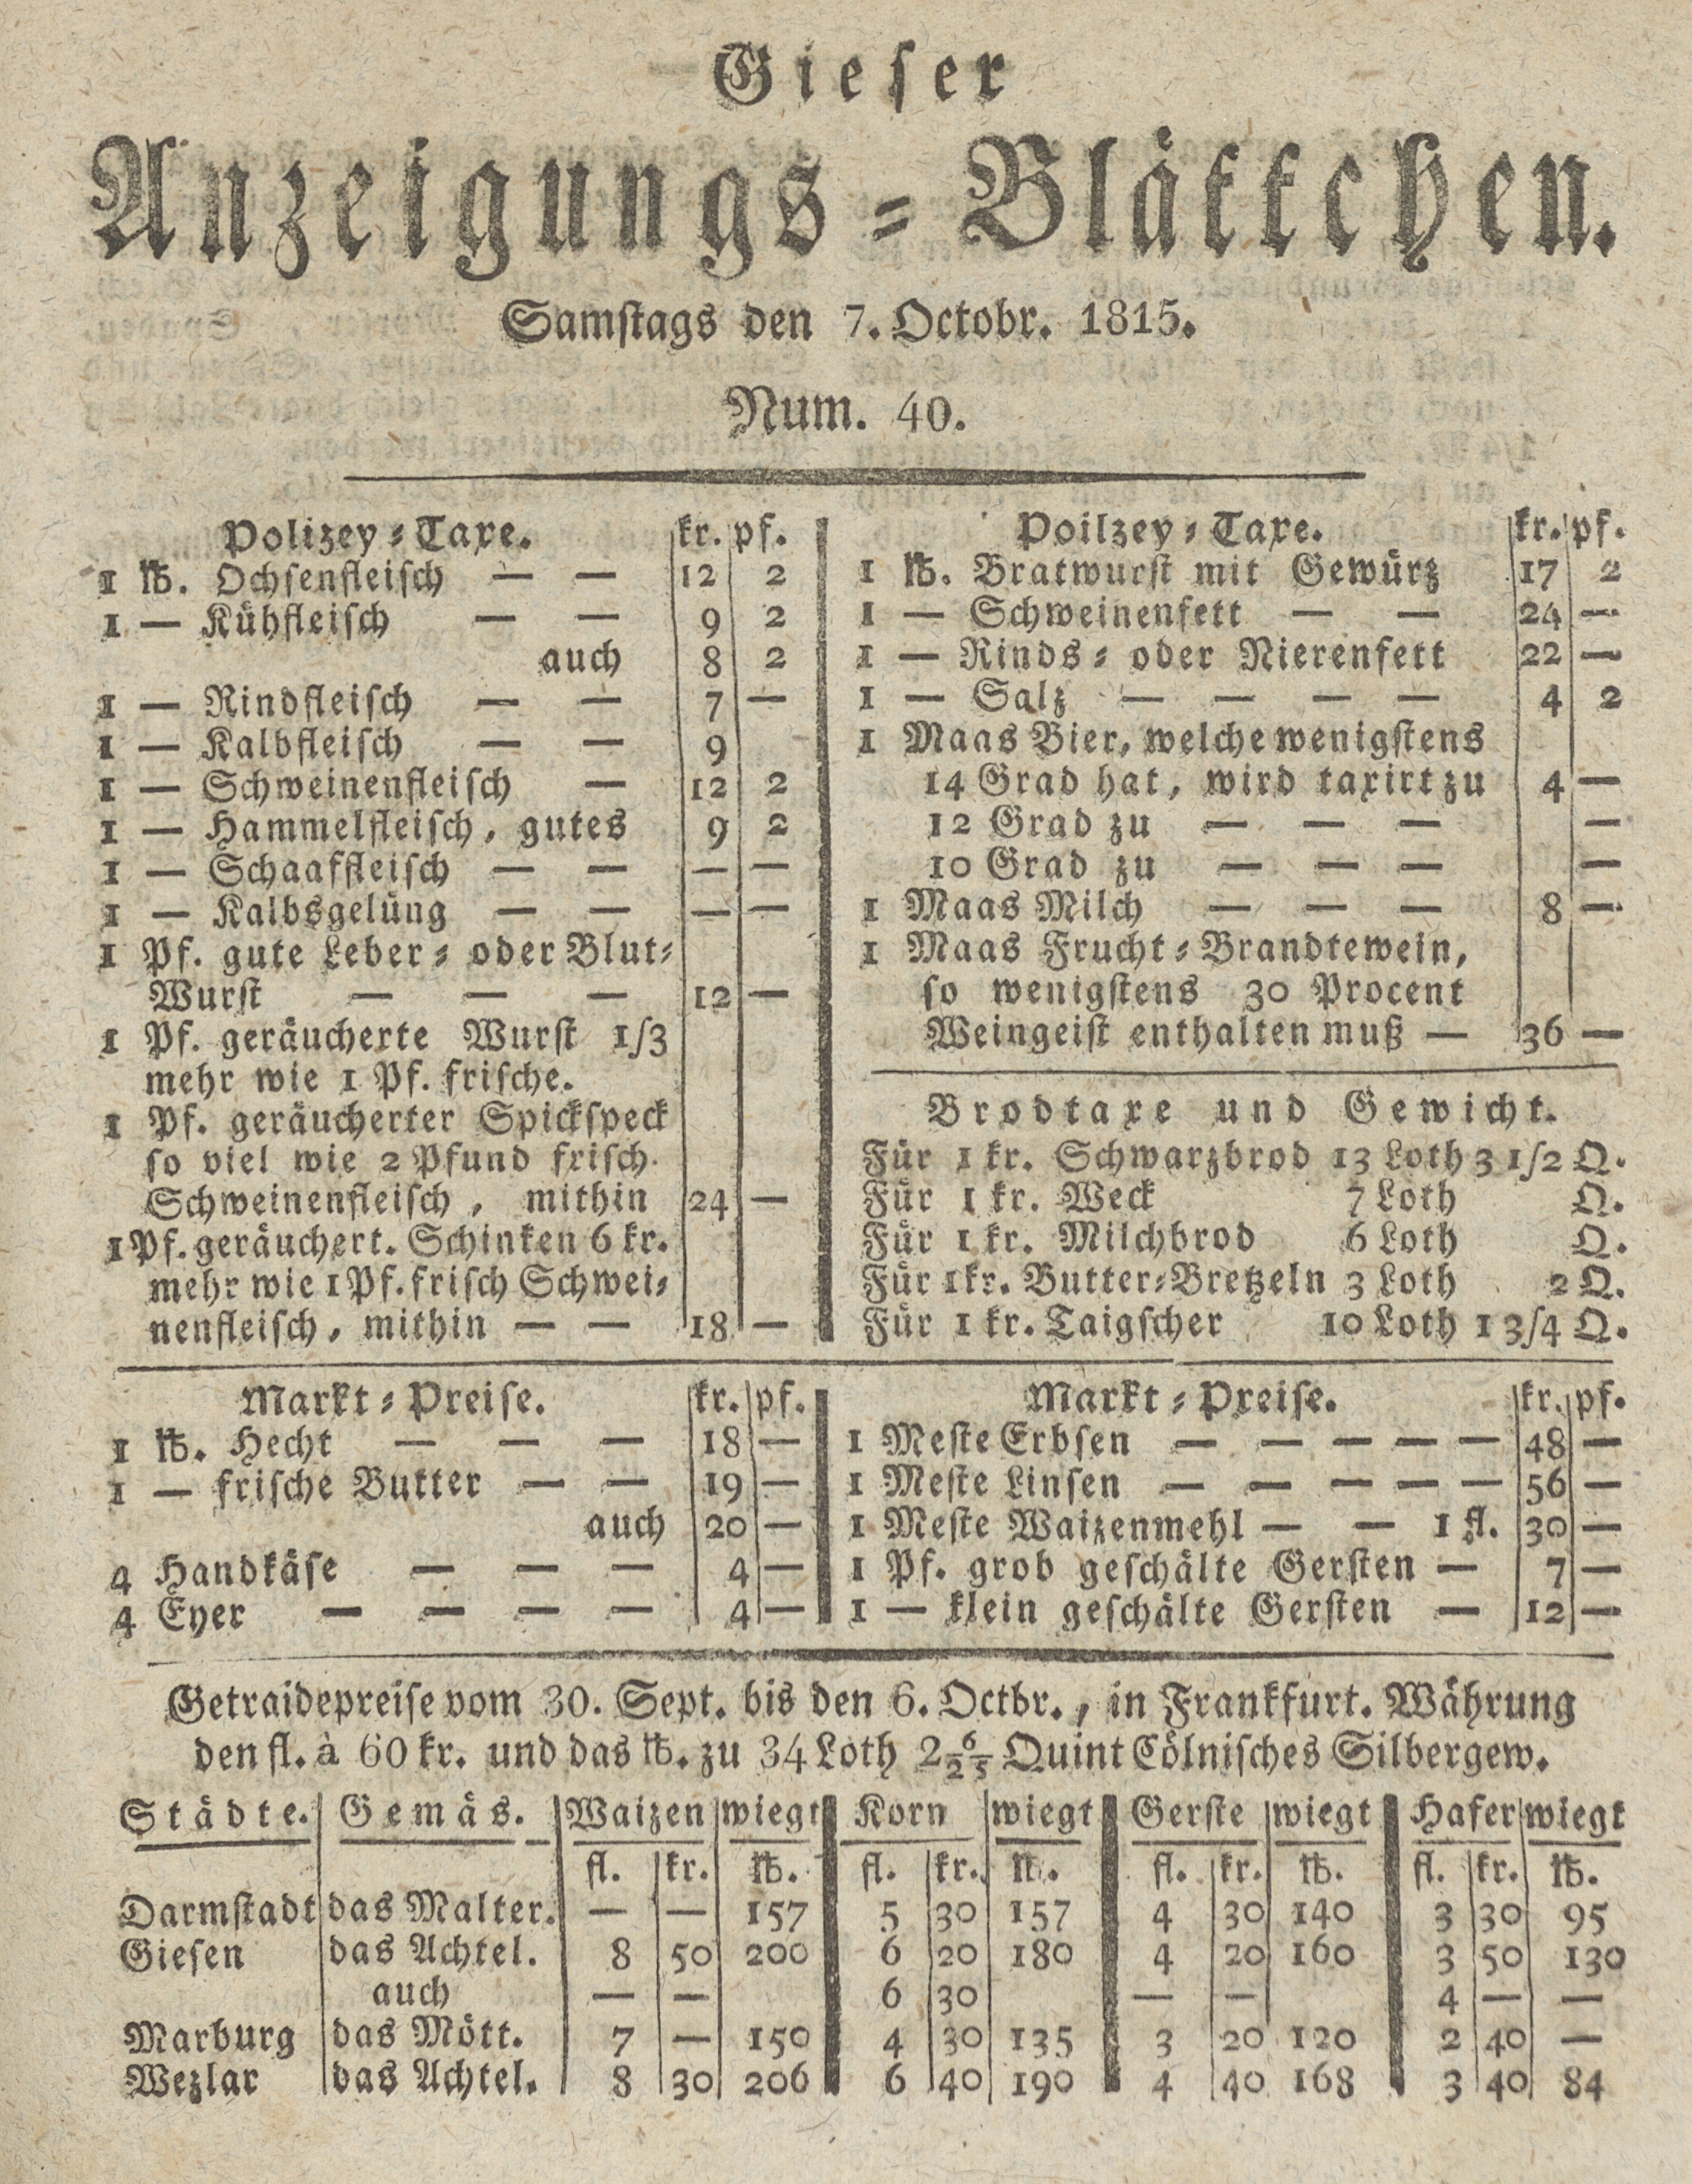 Gieser
Anzeigungs-Blättchen.
Samstags den 7. Octobr. 1815.
Num. 40.
Polizey-Taxe. kr. pf.
1 ℔. Ochsenfleisch — — 12 2
1 — Kühfleisch — — 9 2
auch 8 2
1 — Rindfleisch — — 7 —
1 — Kalbfleisch — — 9
1 — Schweinenfleisch — 12 2
1 — Hammelfleisch, gutes 9 2
1 — Schaaffleisch — — — —
1 — Kalbsgelüng — — — —
1 Pf. gute Leber- oder Blut-
Wurst — — — 12 —
1 Pf. geräucherte Wurst 1/3
mehr wie 1 Pf. frische.
1 Pf. geräucherter Spickspeck
so viel wie 2 Pfund frisch.
Schweinenfleisch, mithin 24 —
1 Pf. geräuchert. Schinken 6 kr.
mehr wie 1 Pf. frisch Schwei-
nenfleisch, mithin — — 18 —
Poilzey-Taxe. kr. pf.
1 ℔. Bratwurst mit Gewürz 17 2
1 — Schweinenfett — — 24 —
1 — Rinds- oder Nierenfett 22 —
1 — Salz — — — — 4 2
1 Maas Bier, welche wenigstens
14 Grad hat, wird taxirt zu 4 —
12 Grad zu — — — —
10 Grad zu — — — —
1 Maas Milch — — — 8 —
1 Maas Frucht-Brandtewein,
so wenigstens 30 Procent
Weingeist enthalten muß — 36 —
Brodtaxe und Gewicht.
Für 1 kr. Schwarzbrod 13 Loth 3 1/2 Q.
Für 1 kr. Weck 7 Loth Q.
Für 1 kr. Milchbrod 6 Loth Q.
Für 1 kr. Butter-Bretzeln 3 Loth 2 Q.
Für 1 kr. Taigscher 10 Loth 1 3/4 Q.
Markt-Preise. kr. pf.
1 ℔. Hecht — — — 18 —
1 — frische Butter — — 19 —
auch 20 —
4 Handkäse — — — 4 —
4 Eyer — — — — 4 —
Markt-Preise. kr. pf.
1 Meste Erbsen — — — — — 48 —
1 Meste Linsen — — — — — 56 —
1 Meste Waizenmehl — — 1 fl. 30 —
1 Pf. grob geschälte Gersten — 7 —
1 — klein geschälte Gersten — 12 —
Getraidepreise vom 30. Sept. bis den 6. Octbr., in Frankfurt. Währung
den fl. à 60 kr. und das ℔. zu 34 Loth 2 6/25 Quint Cölnisches Silbergew.
Städte. Gemäs. Waizen wiegt Korn wiegt Gerste wiegt Hafer wiegt
fl. kr. ℔. fl. kr. ℔. fl. kr. ℔. fl. kr. ℔.
Darmstadt das Malter. — — 157 5 30 157 4 30 140 3 30 95
Giesen das Achtel. 8 50 200 6 20 180 4 20 160 3 50 130
auch — — 6 30 — — 4 — —
Marburg das Mött. 7 — 150 4 30 135 3 20 120 2 40 —
Wezlar das Achtel. 8 30 206 6 40 190 4 40 168 3 40 84